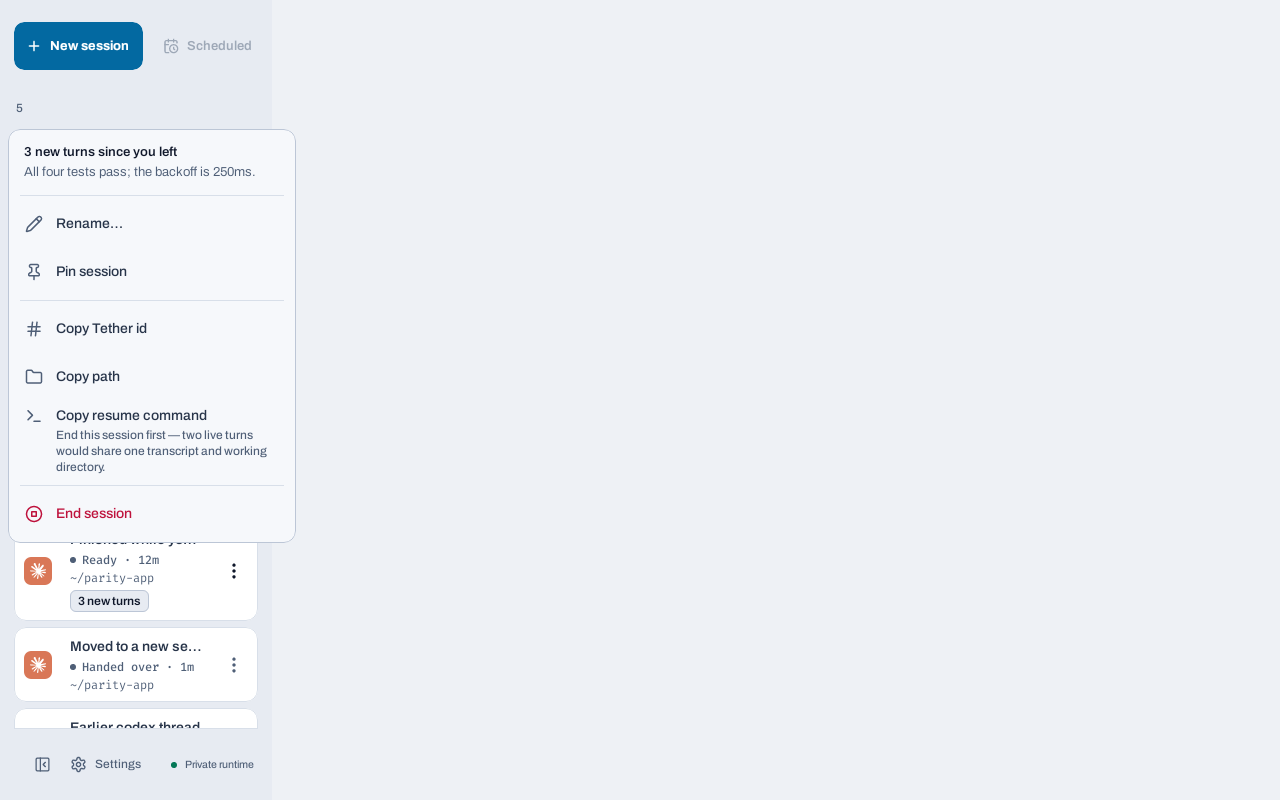 New session
Scheduled
5
3 new turns since you left
All four tests pass; the backoff is 250ms.
Rename...
Pin session
Copy Tether id
Copy path
Copy resume command
End this session first — two live turns
would share one transcript and working
directory.
End session
Ready · 12m
~/parity-app
3 new turns
Moved to a new se...
Handed over · 1m
~/parity-app
Earlier codex thread
Settings
Private runtime